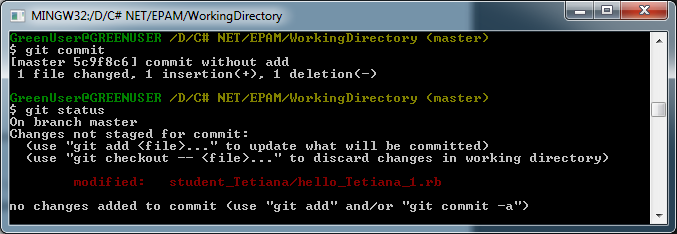 MINGW32:/D/C# NET/EPAM/WorkingDirectory
GreenUser@GREENUSER /D/C# NET/EPAM/WorkingDirectory (master)
$ git commit
[master 5c9f8c6] commit without add
 1 file changed, 1 insertion(+), 1 deletion(-)
GreenUser@GREENUSER /D/C# NET/EPAM/WorkingDirectory (master)
$ git status
On branch master
Changes not staged for commit:
  (use "git add <file>..." to update what will be committed)
  (use "git checkout -- <file>..." to discard changes in working directory)
        modified:   student_Tetiana/hello_Tetiana_1.rb
no changes added to commit (use "git add" and/or "git commit -a")